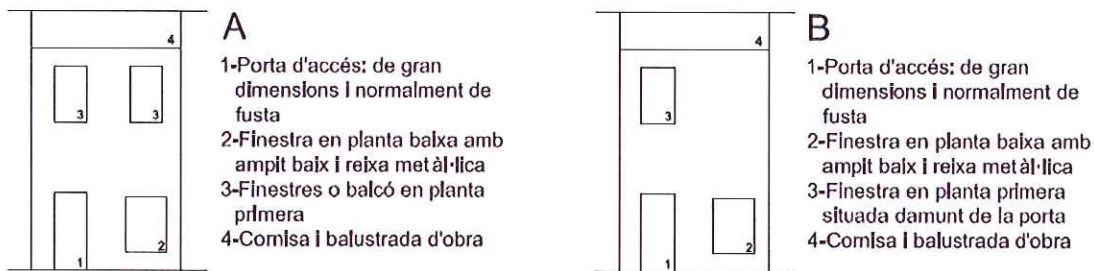 A
1-Porta d'accés: de gran
dimensions i normalment de
fusta
2-Finestra en planta baixa amb
ampit baix i reixa metàl·lica
3-Finestres o balcó en planta
primera
4-Cornisa i balustrada d'obra
4
3
3
2
1
B
1-Porta d'accés: de gran
dimensions i normalment de
fusta
2-Finestra en planta baixa amb
ampit baix i reixa metàl·lica
3-Finestra en planta primera
situada damunt de la porta
4-Cornisa i balustrada d'obra
4
3
2
1